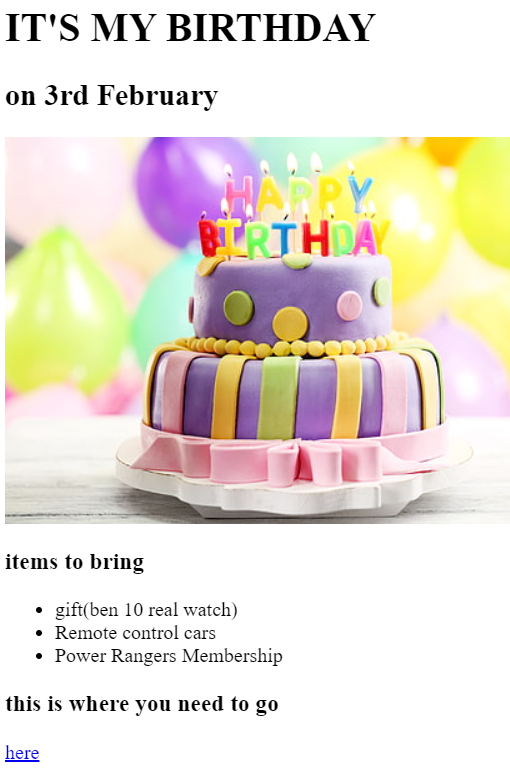 IT'S MY BIRTHDAY
on 3rd February
HAPPY
BIRTHDAY
items to bring
gift(ben 10 real watch)
Remote control cars
Power Rangers Membership
this is where you need to go
here